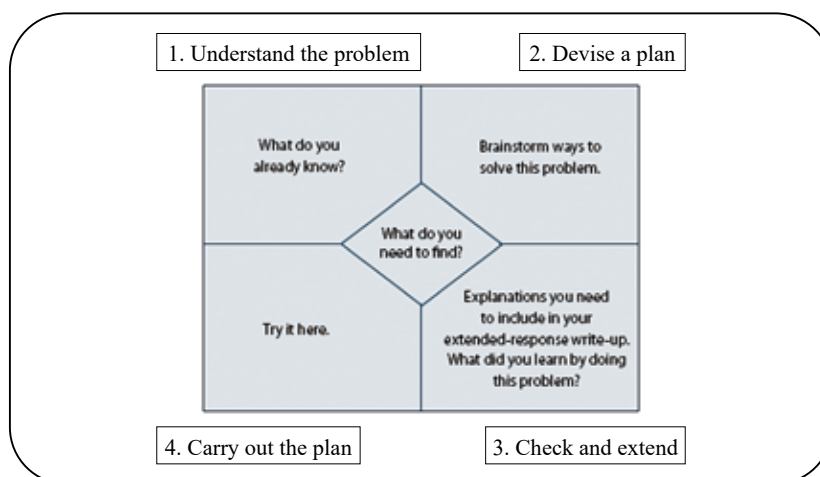 1. Understand the problem
2. Devise a plan
What do you
already know?
Brainstorm ways to
solve this problem.
What do you
need to find?
Try it here.
Explanations you need
to include in your
extended-response write-up.
What did you learn by doing
this problem?
4. Carry out the plan
3. Check and extend